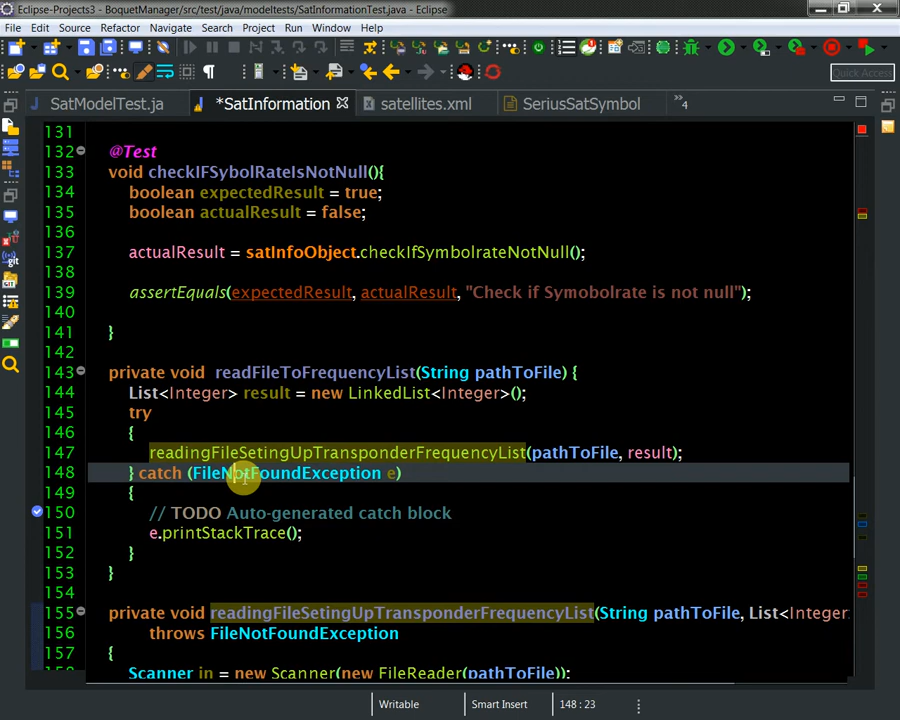 Eclipse-Projects3 - BoquetManager/src/test/java/modeltests/SatInformationTest.java - Eclipse
File Edit Source Refactor Navigate Search Project Run Window Help
Quick Access
SatModelTest.ja *SatInformation satellites.xml SeriusSatSymbol »4
131
132 @Test
133 void checkIFSybolRateIsNotNull(){
134 boolean expectedResult = true;
135 boolean actualResult = false;
136
137 actualResult = satInfoObject.checkIfSymbolrateNotNull();
138
139 assertEquals(expectedResult, actualResult, "Check if Symobolrate is not null");
140
141 }
143 private void readFileToFrequencyList(String pathToFile) {
144 List<Integer> result = new LinkedList<Integer>();
145 try
146 {
147 readingFileSetingUpTransponderFrequencyList(pathToFile, result);
148 } catch (FileNotFoundException e)
149 {
150 // TODO Auto-generated catch block
151 e.printStackTrace();
152 }
153 }
154
155 private void readingFileSetingUpTransponderFrequencyList(String pathToFile, List<Integer
156 throws FileNotFoundException
157 {
158 Scanner in = new Scanner(new FileReader(pathToFile));
Writable Smart Insert 148 : 23